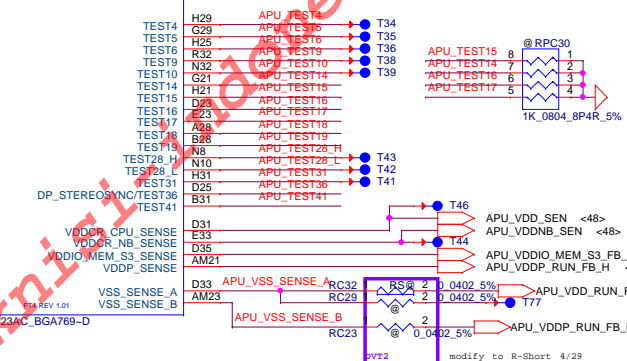 TEST4 H29 APU_TEST4 T34
TEST5 G29 APU_TEST5 T35
TEST6 H25 APU_TEST6 T36
TEST9 R32 APU_TEST9 T38
TEST10 N32 APU_TEST10 T39
TEST14 G21 APU_TEST14
TEST15 H21 APU_TEST15
TEST16 D23 APU_TEST16
TEST17 E23 APU_TEST17
TEST18 A28 APU_TEST18
TEST19 B28 APU_TEST19
TEST28_H N8 APU_TEST28_H T43
TEST28_L N10 APU_TEST28_L T42
TEST31 H31 APU_TEST31 T41
DP_STEREOSYNC/TEST36 D25 APU_TEST36
TEST41 B31 APU_TEST41
@ RPC30
APU_TEST15 8 1
APU_TEST14 7 2
APU_TEST16 6 3
APU_TEST17 5 4
1K_0804_8P4R_5%
T46
VDDCR_CPU_SENSE D31 APU_VDD_SEN <48>
VDDCR_NB_SENSE E33 APU_VDDNB_SEN <48>
T44
VDDIO_MEM_S3_SENSE D35 APU_VDDIO_MEM_S3_FB_
VDDP_SENSE AM21 APU_VDDP_RUN_FB_H
VSS_SENSE_A D33 APU_VSS_SENSE_A RC32 1 RS@ 2 0_0402_5% APU_VDD_RUN_F
VSS_SENSE_B AM23 RC29 1 @ 2 0_0402_5% T77
APU_VSS_SENSE_B RC23 1 @ 2 0_0402_5% APU_VDDP_RUN_FB_
FT4 REV 1.01
23AC_BGA769~D
DVT2 modify to R-Short 4/29